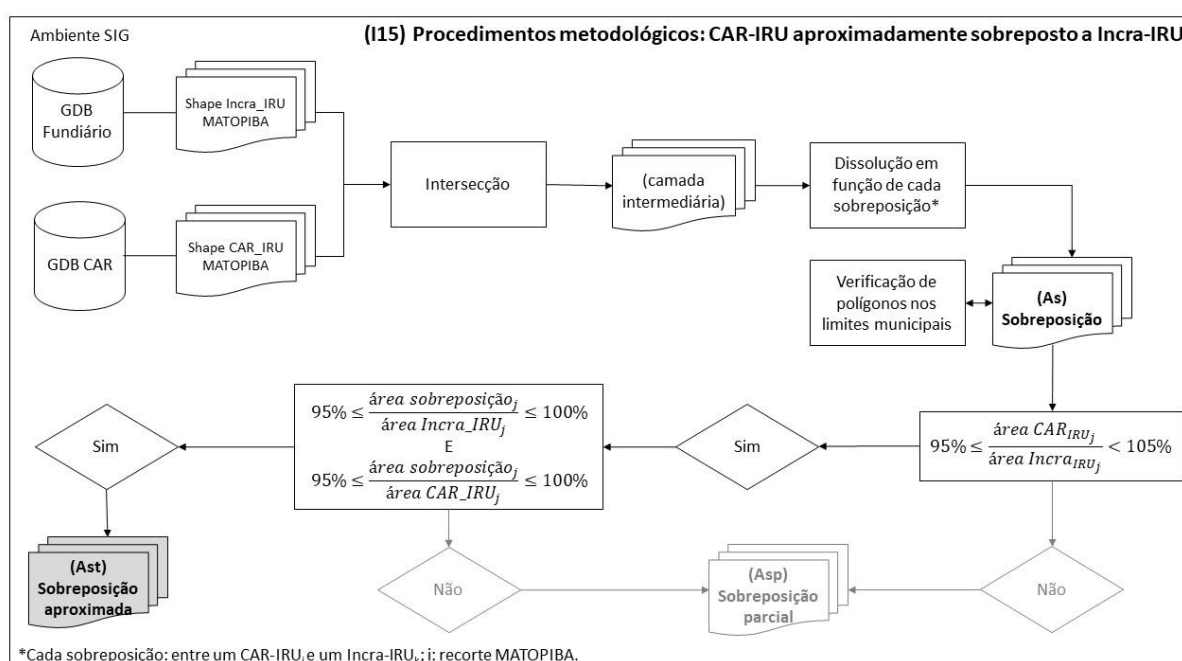 Ambiente SIG
(I15) Procedimentos metodológicos: CAR-IRU aproximadamente sobreposto a Incra-IRU
GDB
Fundiário
Shape Incra_IRU
MATOPIBA
GDB CAR
Shape CAR_IRU
MATOPIBA
Intersecção
(camada
intermediária)
Dissolução em
função de cada
sobreposição*
Verificação de
polígonos nos
limites municipais
(As)
Sobreposição
95% ≤ área CAR_IRU_j / área Incra_IRU_j < 105%
Sim
95% ≤ área sobreposição_j / área Incra_IRU_j ≤ 100%
E
95% ≤ área sobreposição_j / área CAR_IRU_j ≤ 100%
Sim
(Ast)
Sobreposição
aproximada
Não
(Asp)
Sobreposição
parcial
Não
*Cada sobreposição: entre um CAR-IRU e um Incra-IRU; j: recorte MATOPIBA.